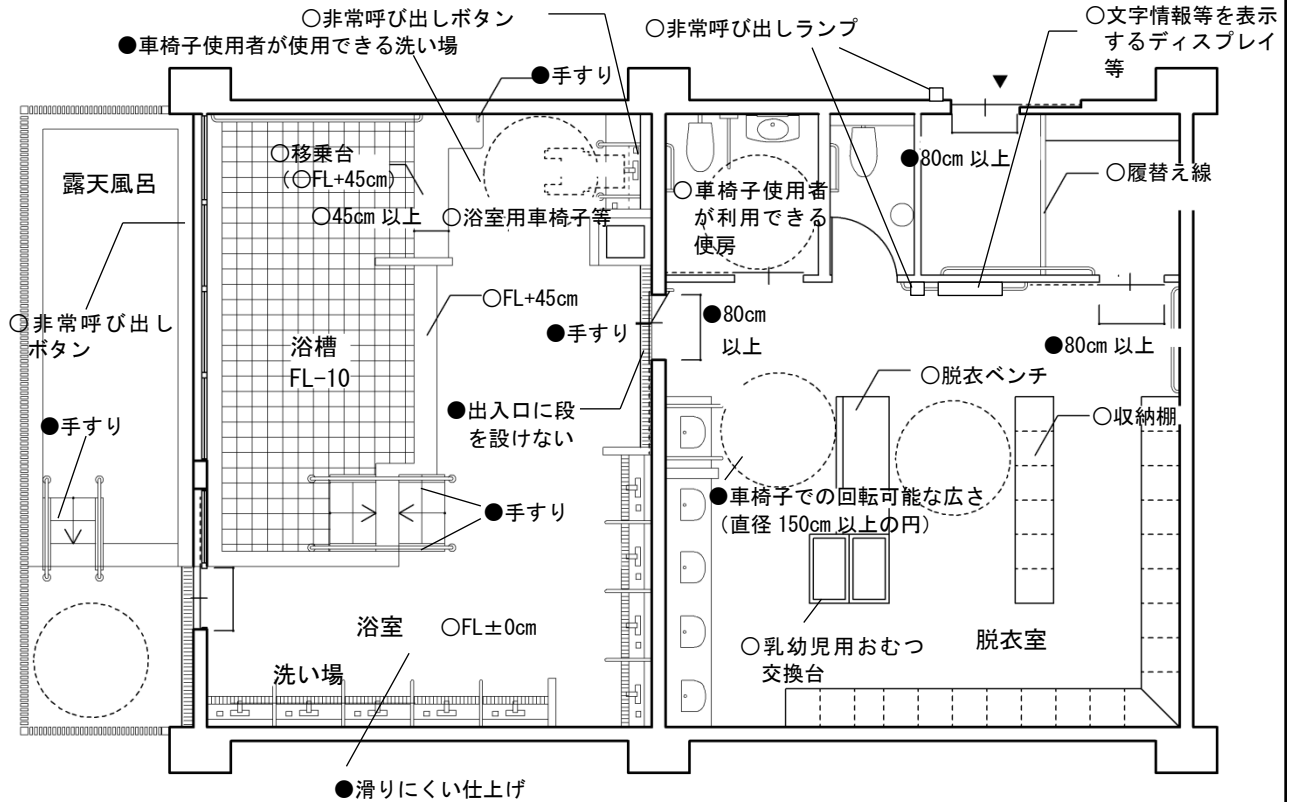 ○非常呼び出しボタン
●車椅子使用者が使用できる洗い場
○非常呼び出しランプ
○文字情報等を表示
するディスプレイ
等
●手すり
▼
露天風呂
○移乗台
(○FL+45cm)
○45cm 以上
○浴室用車椅子等
○車椅子使用者
が利用できる
便房
●80cm 以上
○履替え線
○非常呼び出し
ボタン
浴槽
FL-10
○FL+45cm
●手すり
●80cm
以上
●80cm 以上
○脱衣ベンチ
○収納棚
●手すり
●出入口に段
を設けない
●手すり
●車椅子での回転可能な広さ
(直径 150cm 以上の円)
浴室
○FL±0cm
洗い場
○乳幼児用おむつ
交換台
脱衣室
●滑りにくい仕上げ